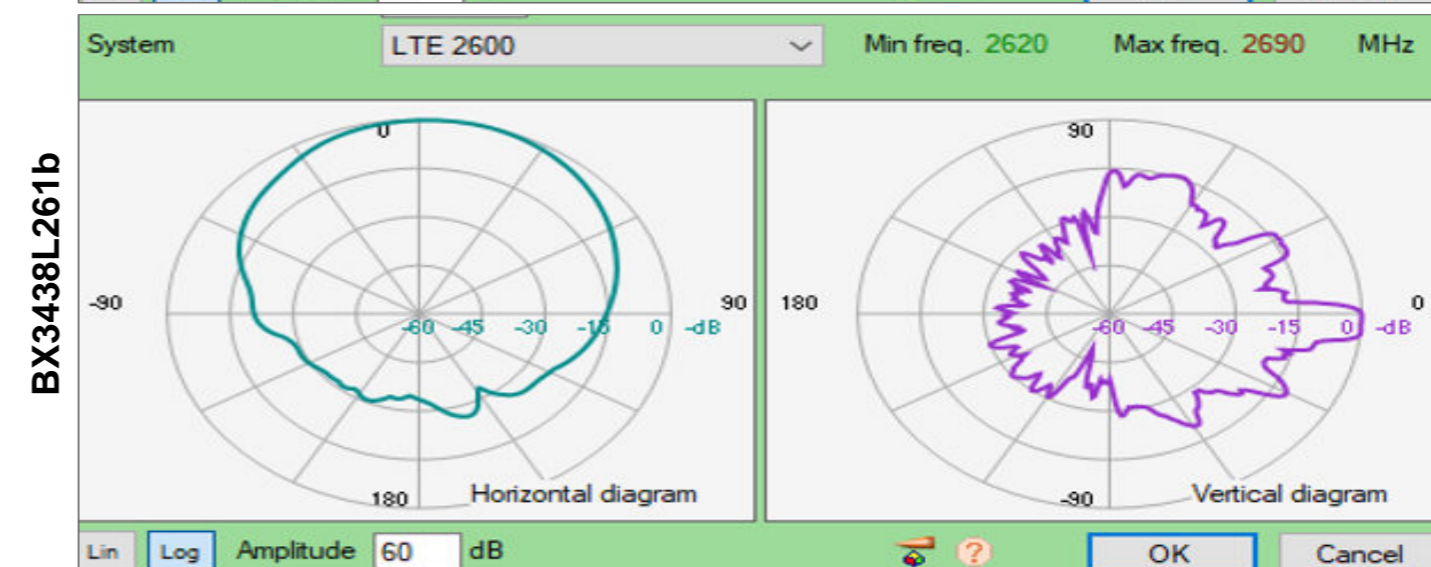 BX3438L261b
System LTE 2600 Min freq. 2620 Max freq. 2690 MHz
0
-90 90
-60 -45 -30 -15 0 -dB
180 Horizontal diagram
90
180 0
-60 -45 -30 -15 0 -dB
-90 Vertical diagram
Lin Log Amplitude 60 dB ? OK Cancel